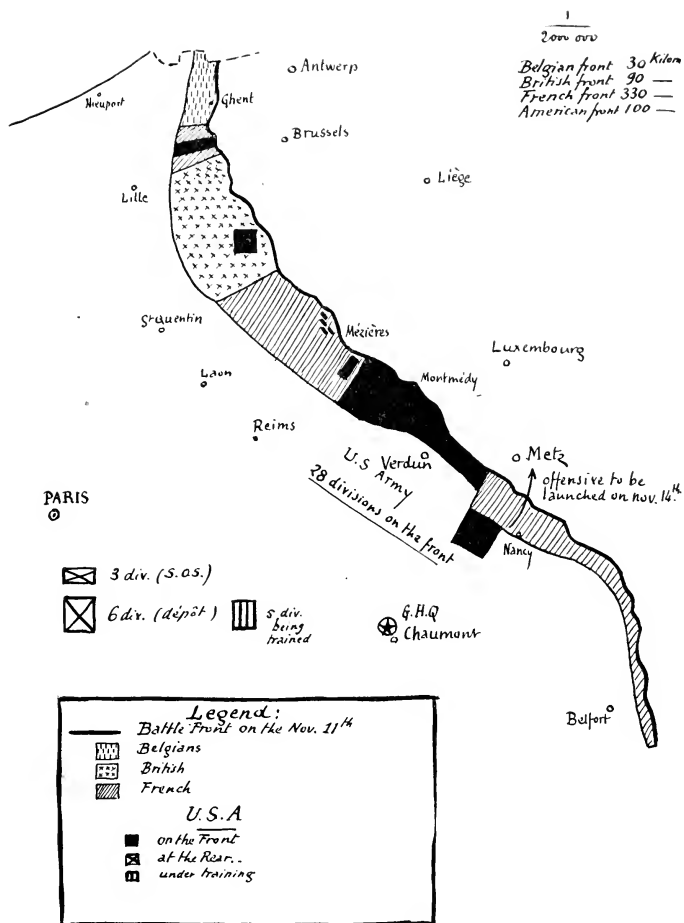 1
2000 000
Belgian front 30 Kilom
British front 90 —
French front 330 —
American front 100 —
Antwerp
Nieuport
Ghent
Brussels
Liège
Lille
St Quentin
Mézières
Laon
Luxembourg
Montmédy
Reims
U.S Army
Verdun
28 divisions on the front
Metz
offensive to be
launched on nov. 14th
PARIS
Nancy
3 div. (S.O.S.)
6 div. (dépôt)
5 div.
being
trained
G.H.Q
Chaumont
Belfort
Legend:
Battle Front on the Nov. 11th
Belgians
British
French
U.S.A
on the Front
at the Rear..
under training